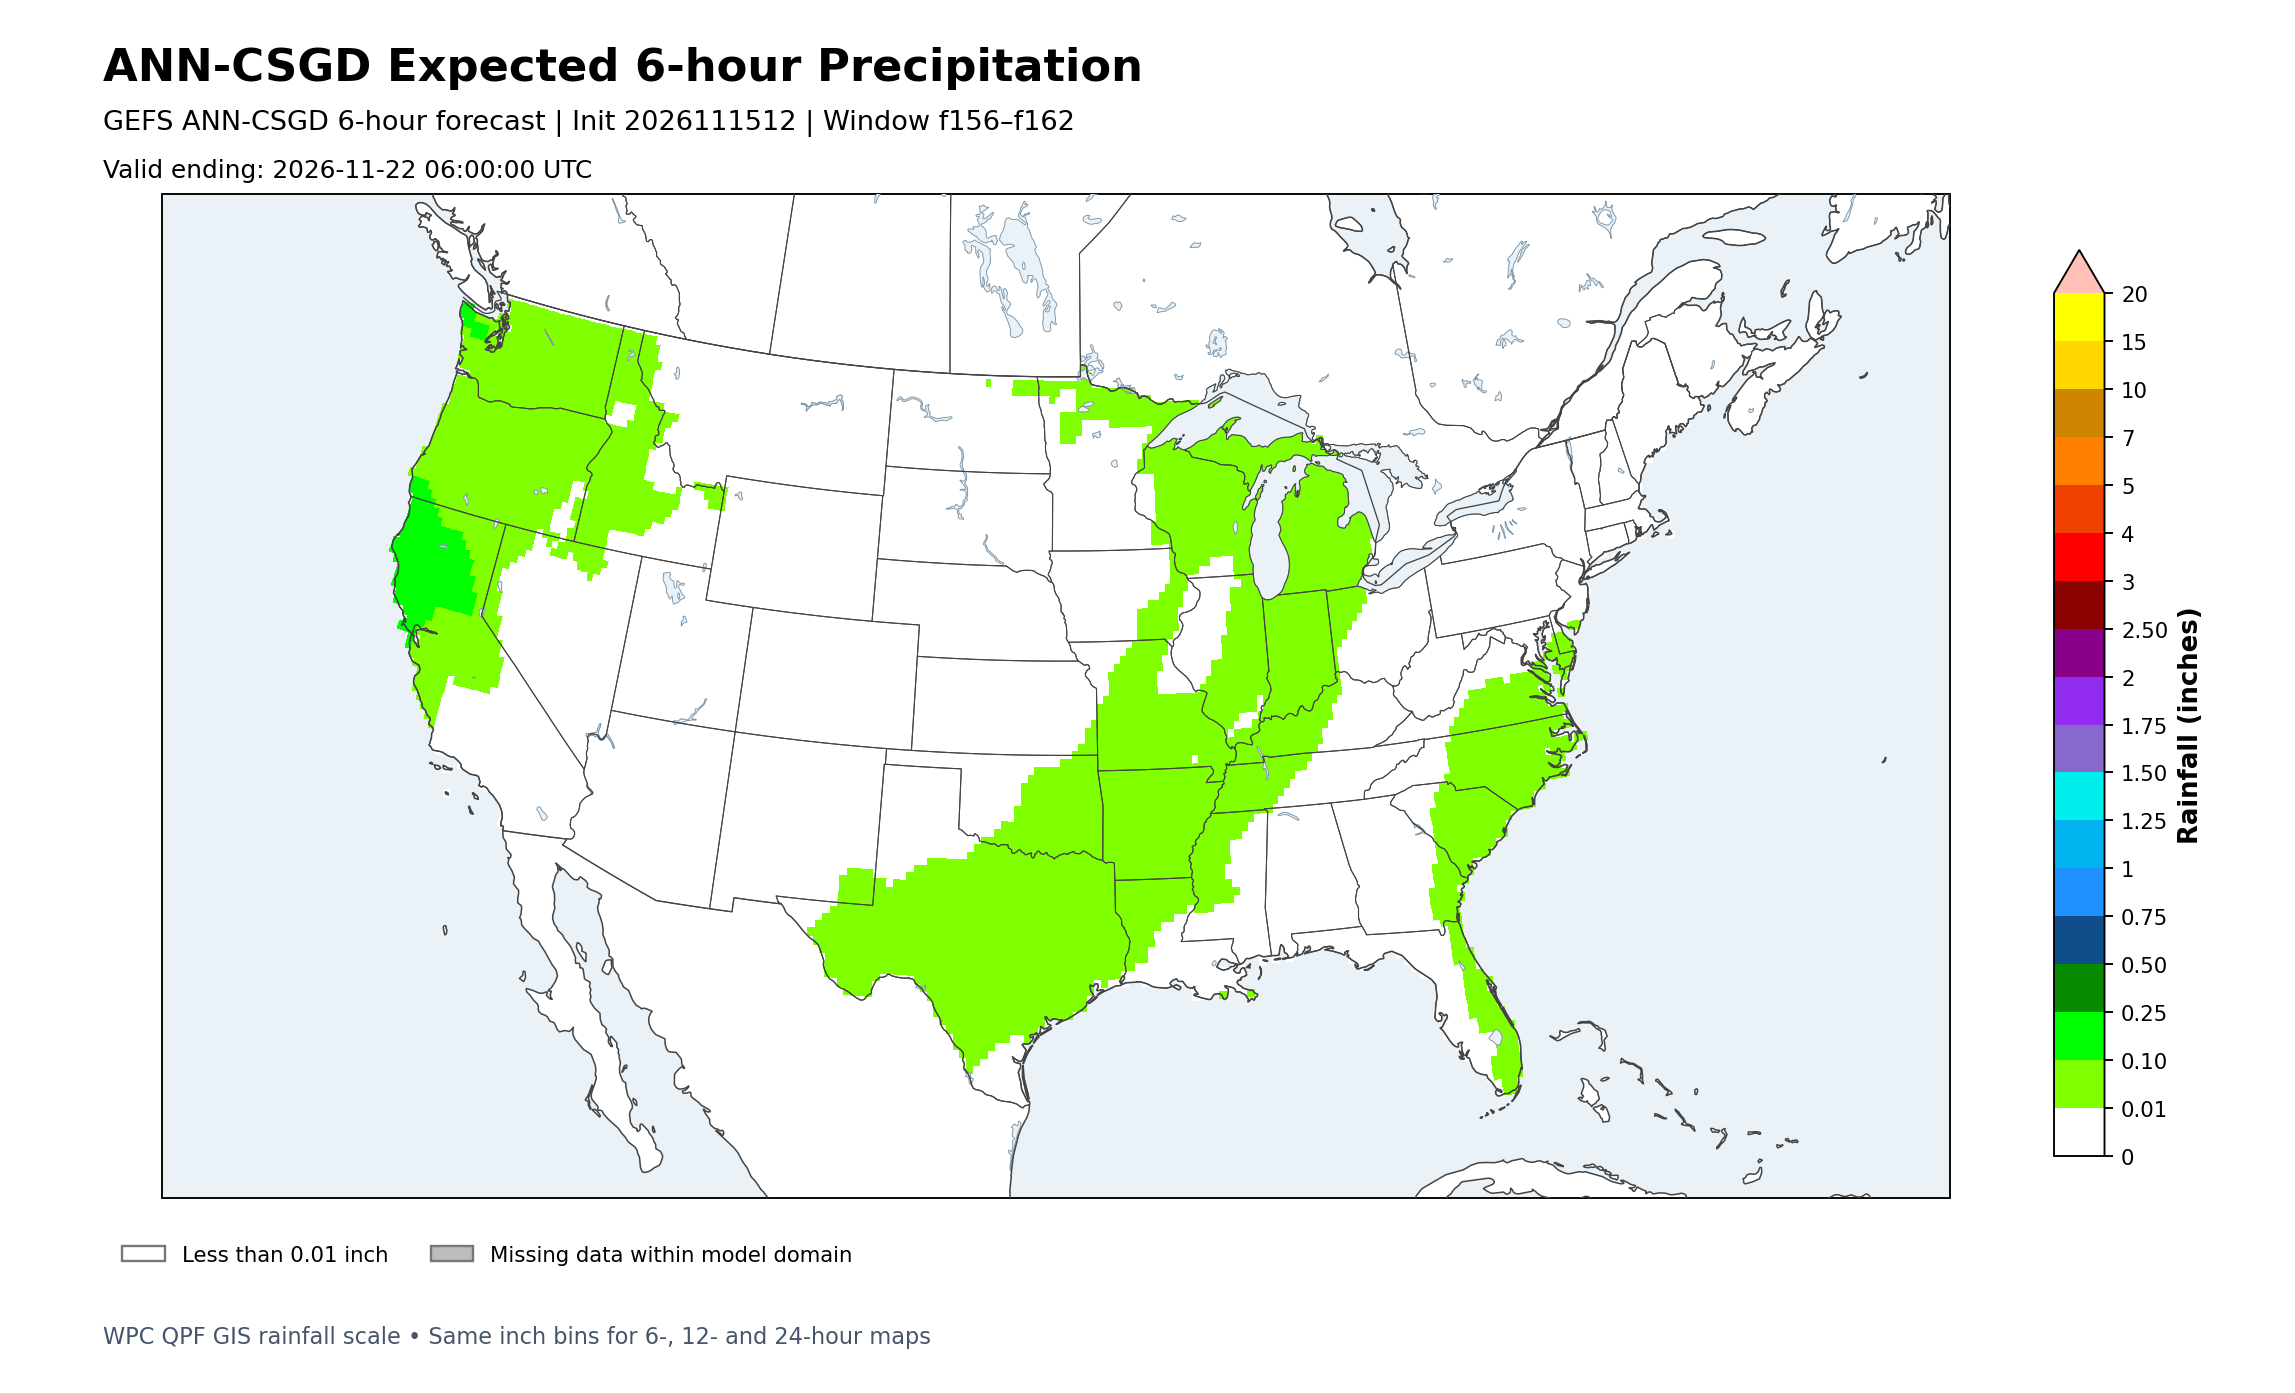 ANN-CSGD Expected 6-hour Precipitation
GEFS ANN-CSGD 6-hour forecast | Init 2026111512 | Window f156–f162
Valid ending: 2026-11-22 06:00:00 UTC
20
15
10
7
5
4
3
2.50
2
1.75
1.50
1.25
1
0.75
0.50
0.25
0.10
0.01
0
Rainfall (inches)
Less than 0.01 inch
Missing data within model domain
WPC QPF GIS rainfall scale • Same inch bins for 6-, 12- and 24-hour maps